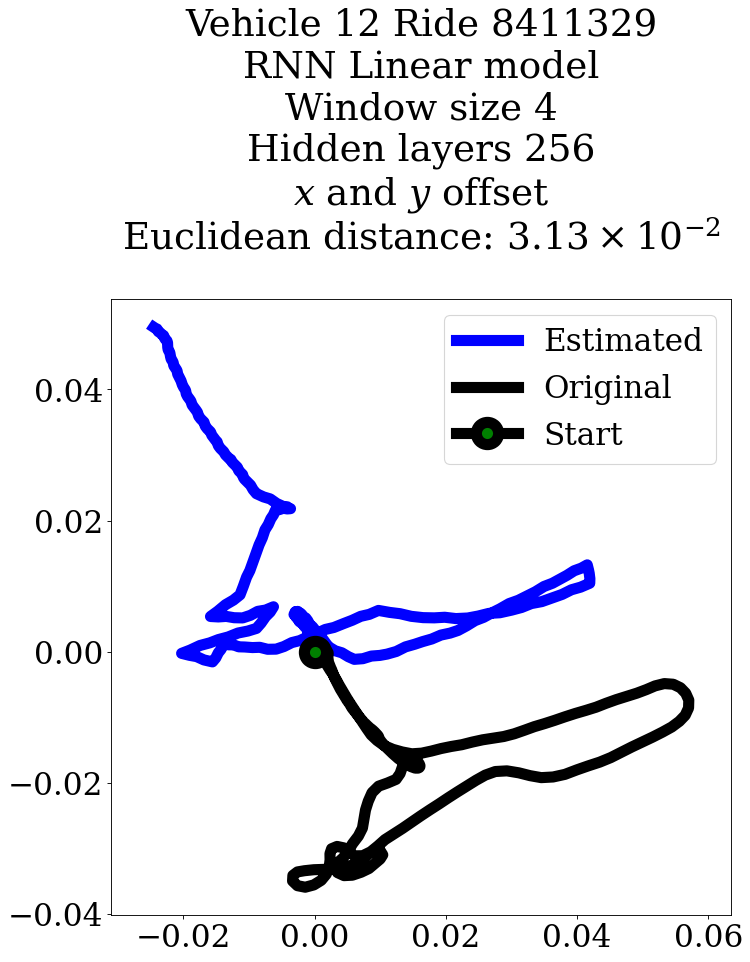 Vehicle 12 Ride 8411329
RNN Linear model
Window size 4
Hidden layers 256
x and y offset
Euclidean distance: 3.13 × 10⁻²
Estimated
Original
Start
0.04
0.02
0.00
−0.02
−0.04
−0.02 0.00 0.02 0.04 0.06